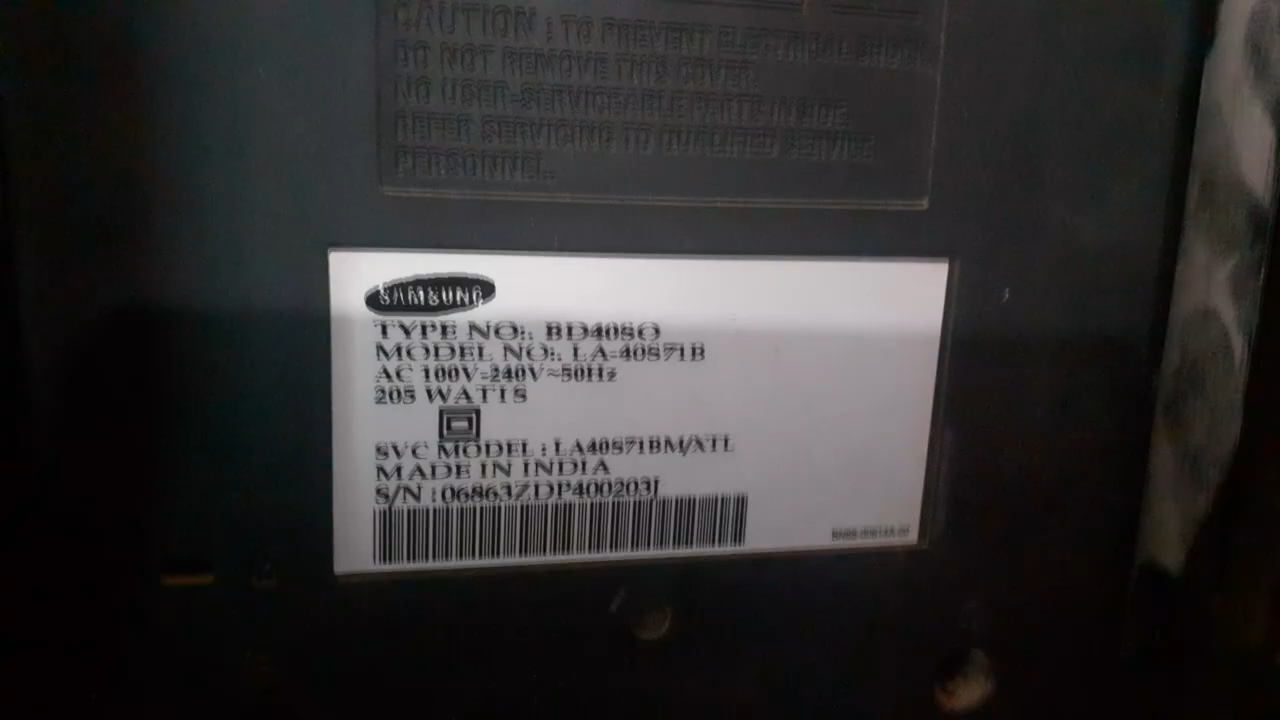 CAUTION : TO PREVENT ELECTRICAL SHOCK
DO NOT REMOVE THIS COVER.
NO USER-SERVICEABLE PARTS INSIDE
REFER SERVICING TO QUALIFIED SERVICE
PERSONNEL.
SAMSUNG
TYPE NO:. BD40SO
MODEL NO:. LA-40S71B
AC 100V-240V~50Hz
205 WATTS
SVC MODEL : LA40S71BM/XTL
MADE IN INDIA
S/N :06863ZDP400203J